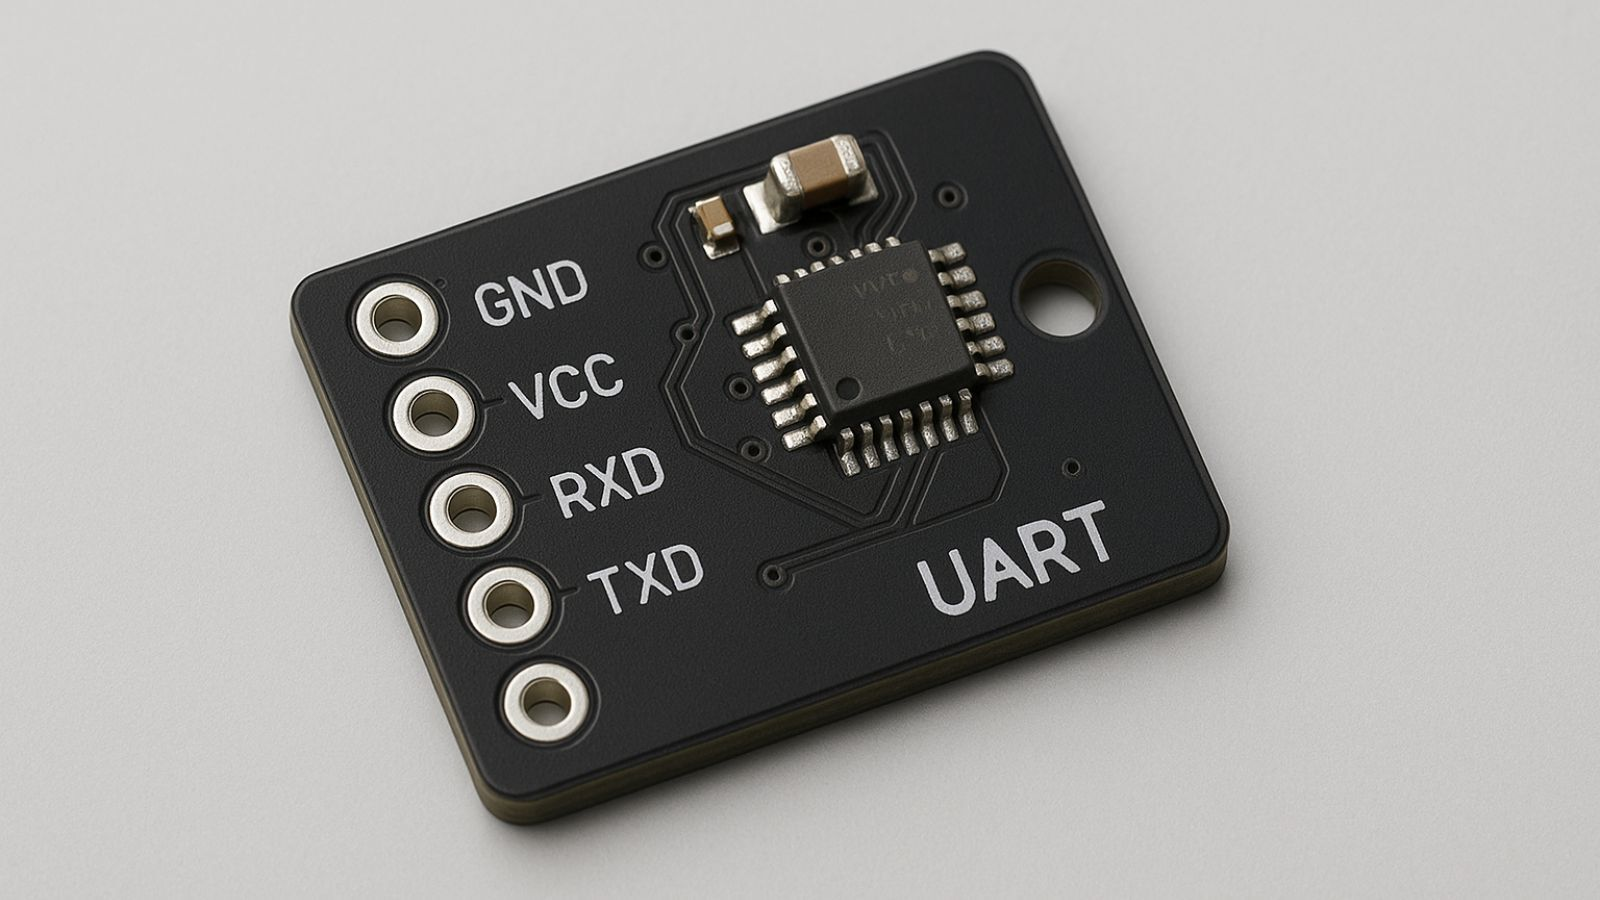 GND
VCC
RXD
TXD
UART